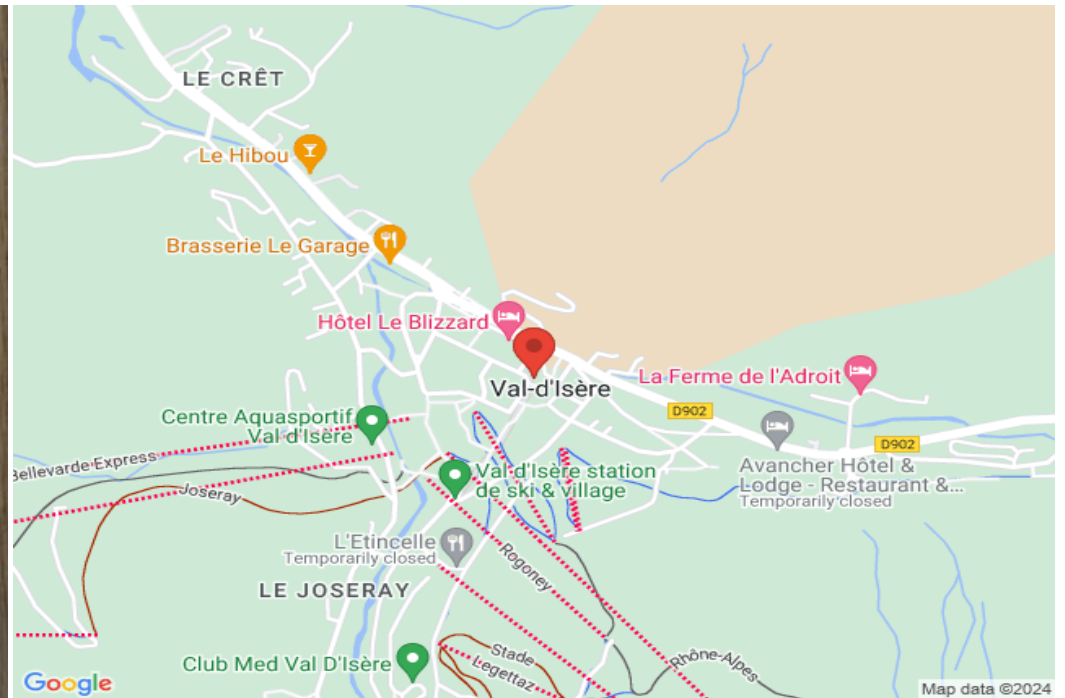 LE CRÊT
Le Hibou
Brasserie Le Garage
Hôtel Le Blizzard
Val-d'Isère
La Ferme de l'Adroit
D902
D902
Centre Aquasportif
Val d'Isère
Avancher Hôtel &
Lodge - Restaurant &...
Temporarily closed
Bellevarde Express
Joseray
Val d'Isère station
de ski & village
L'Etincelle
Temporarily closed
Rogoney
LE JOSERAY
Stade
Legettaz
Rhône-Alpes
Club Med Val D'Isère
Google
Map data ©2024